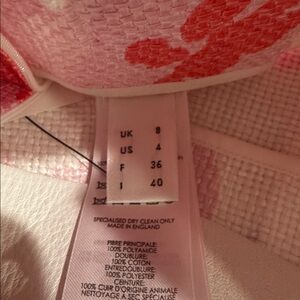 UK 8
US 4
F 36
I 40
SPECIALISED DRY CLEAN ONLY
MADE IN ENGLAND
FIBRE PRINCIPALE:
100% POLYAMIDE
DOUBLURE:
100% COTON
ENTREDOUBLURE:
100% POLYESTER
CEINTURE:
100% CUIR D'ORIGINE ANIMALE
NETTOYAGE À SEC SPÉCIALISÉ